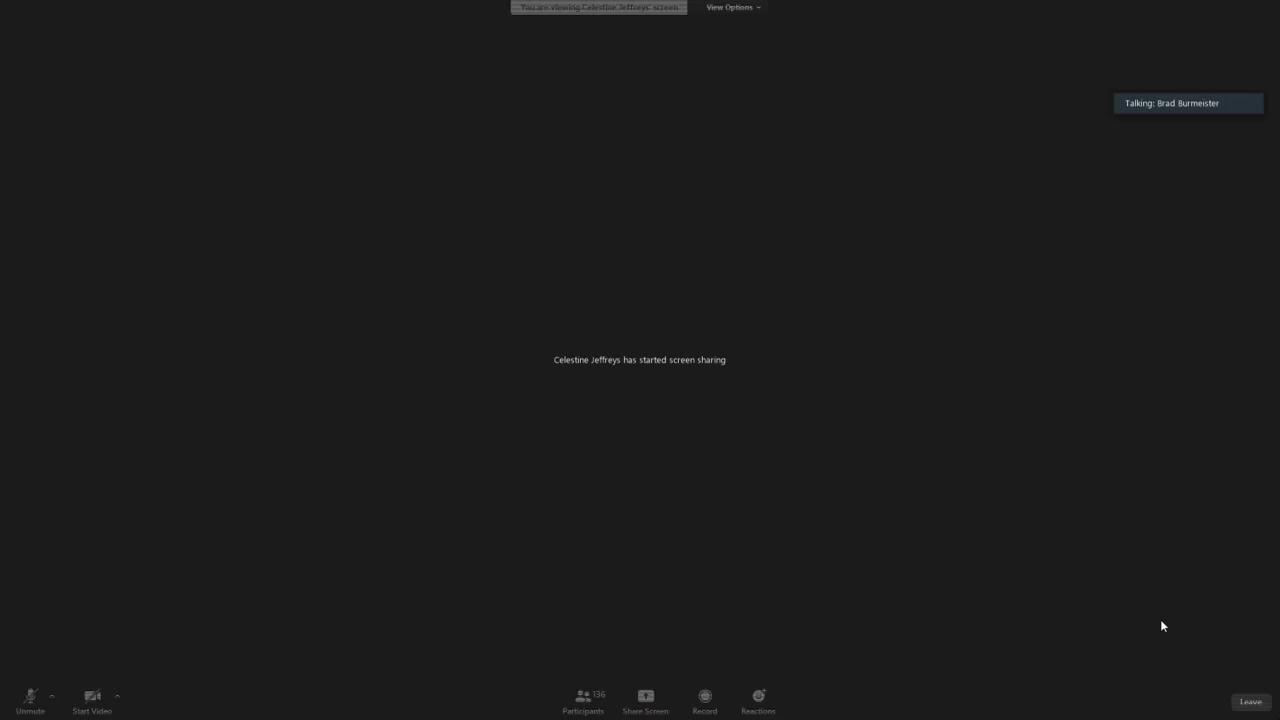 You are viewing Celestine Jeffreys' screen
View Options
Talking: Brad Burmeister
Celestine Jeffreys has started screen sharing
136
Unmute
Start Video
Participants
Share Screen
Record
Reactions
Leave